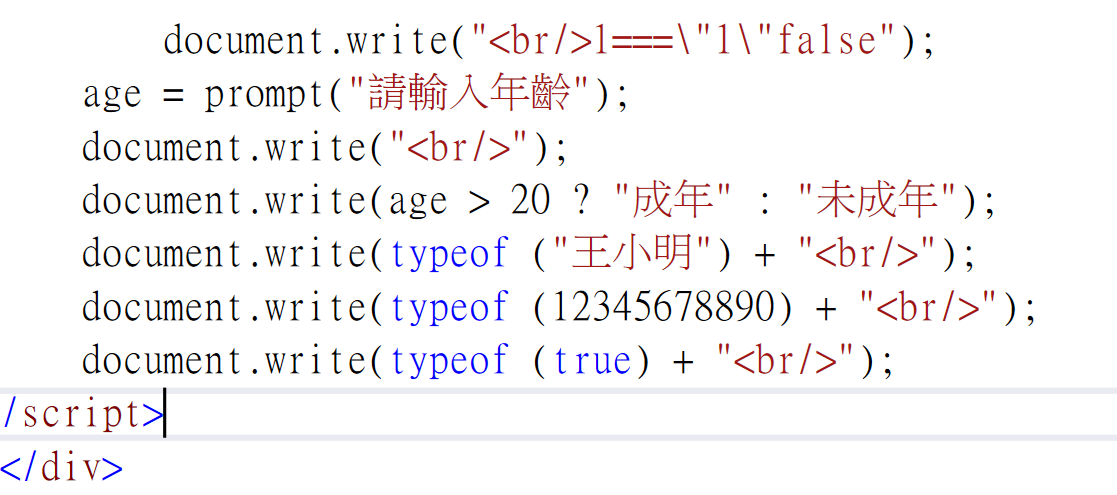 document.write("<br/>1===\"1\"false");
age = prompt("請輸入年齡");
document.write("<br/>");
document.write(age > 20 ? "成年" : "未成年");
document.write(typeof ("王小明") + "<br/>");
document.write(typeof (12345678890) + "<br/>");
document.write(typeof (true) + "<br/>");
/script>
</div>